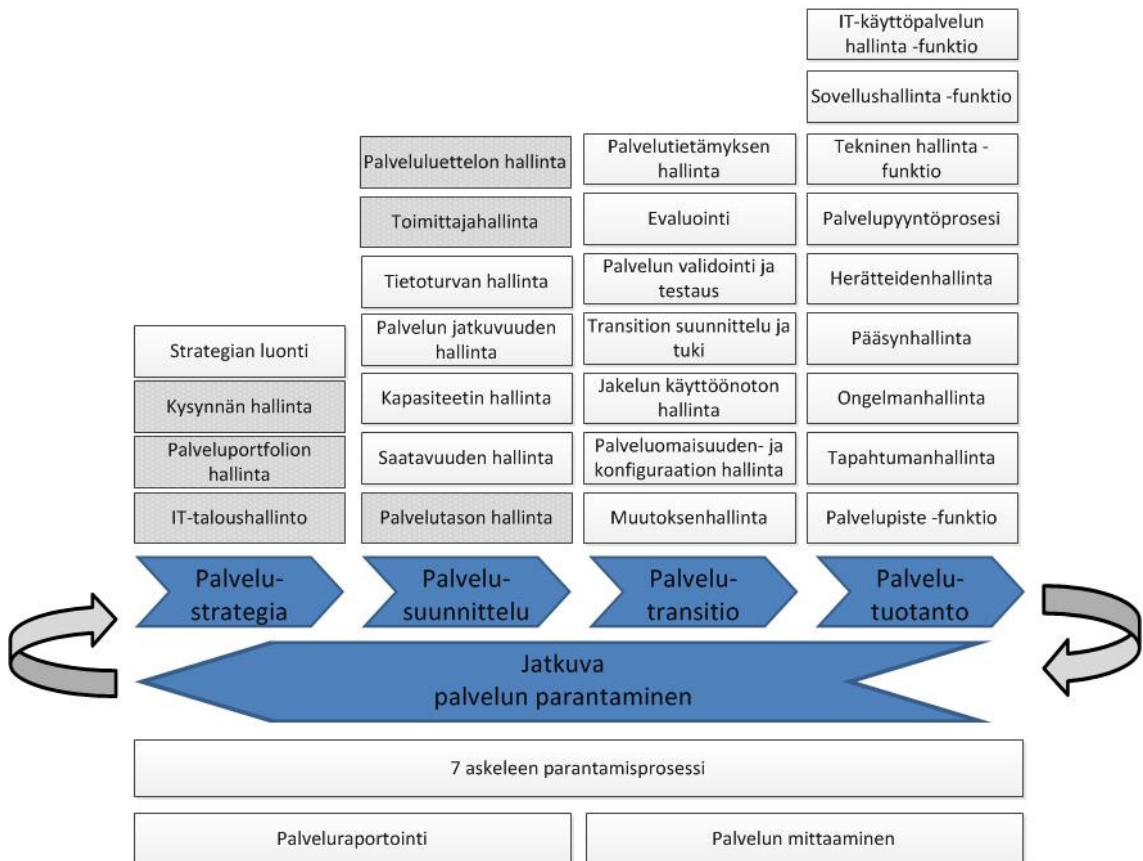 Strategian luonti
Kysynnän hallinta
Palveluportfolion
hallinta
IT-taloushallinto
Palveluluettelon hallinta
Toimittajahallinta
Tietoturvan hallinta
Palvelun jatkuvuuden
hallinta
Kapasiteetin hallinta
Saatavuuden hallinta
Palvelutason hallinta
Palvelutietämyksen
hallinta
Evaluointi
Palvelun validointi ja
testaus
Transition suunnittelu ja
tuki
Jakelun käyttöönoton
hallinta
Palveluomaisuuden- ja
konfiguraation hallinta
Muutoksenhallinta
IT-käyttöpalvelun
hallinta -funktio
Sovellushallinta -funktio
Tekninen hallinta -
funktio
Palvelupyyntöprosesi
Herätteidenhallinta
Pääsynhallinta
Ongelmanhallinta
Tapahtumanhallinta
Palvelupiste -funktio
Palvelu-
strategia
Palvelu-
suunnittelu
Palvelu-
transitio
Palvelu-
tuotanto
Jatkuva
palvelun parantaminen
7 askeleen parantamisprosessi
Palveluraportointi
Palvelun mittaaminen